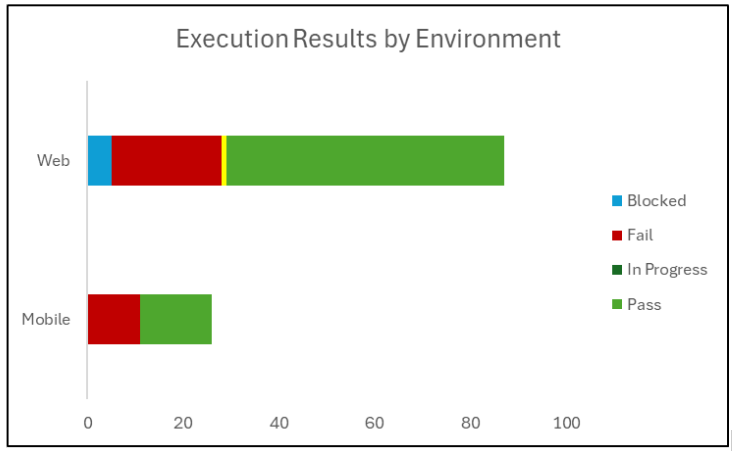 Execution Results by Environment
Web
Mobile
Blocked
Fail
In Progress
Pass
0 20 40 60 80 100